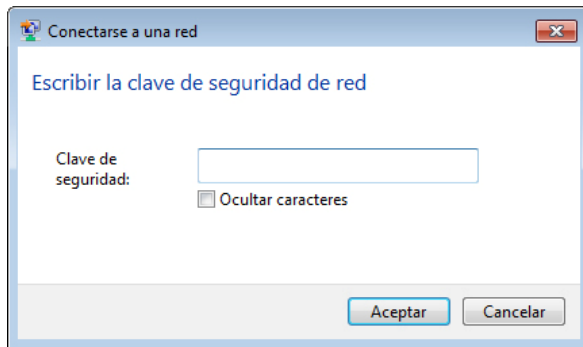 Conectarse a una red
Escribir la clave de seguridad de red
Clave de
seguridad:
Ocultar caracteres
Aceptar
Cancelar